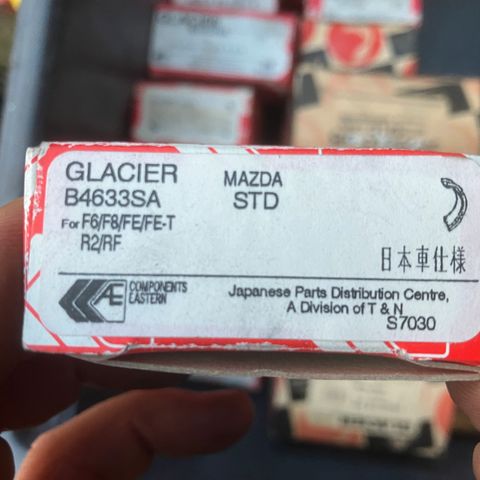 GLACIER
B4633SA
MAZDA
STD
For F6/F8/FE/FE-T
R2/RF
日本車仕様
AE COMPONENTS
EASTERN
Japanese Parts Distribution Centre,
A Division of T & N
S7030